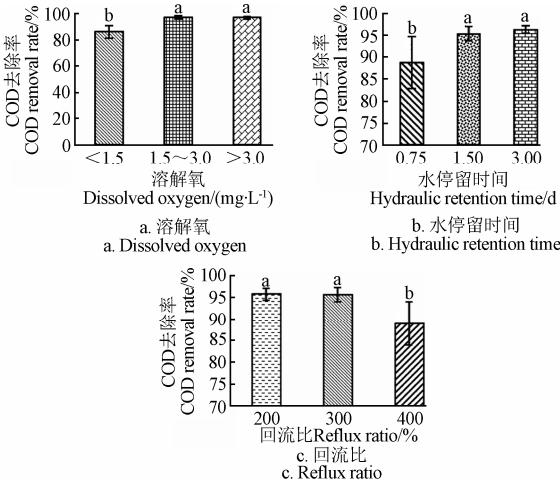 COD去除率
COD removal rate/%
100
80
60
40
20
0
b
a
a
<1.5
1.5~3.0
>3.0
溶解氧
Dissolved oxygen/(mg·L⁻¹)
a. 溶解氧
a. Dissolved oxygen
COD去除率
COD removal rate/%
100
95
90
85
80
75
70
b
a
a
0.75
1.50
3.00
水停留时间
Hydraulic retention time/d
b. 水停留时间
b. Hydraulic retention time
COD去除率
COD removal rate/%
100
95
90
85
80
75
70
a
a
b
200
300
400
回流比Reflux ratio/%
c. 回流比
c. Reflux ratio